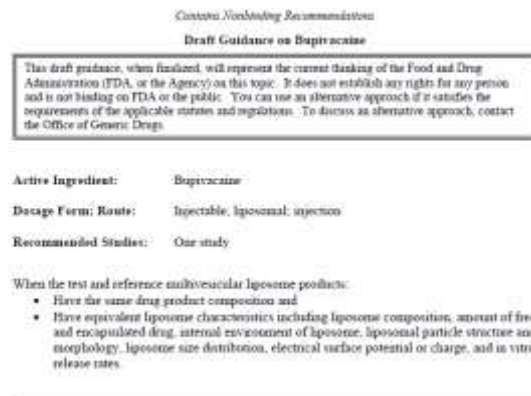 Contains Nonbinding Recommendations
Draft Guidance on Bupivacaine
This draft guidance, when finalized, will represent the current thinking of the Food and Drug
Administration (FDA, or the Agency) on this topic. It does not establish any rights for any person
and is not binding on FDA or the public. You can use an alternative approach if it satisfies the
requirements of the applicable statutes and regulations. To discuss an alternative approach, contact
the Office of Generic Drugs.
Active Ingredient: Bupivacaine
Dosage Form; Route: Injectable, liposomal; injection
Recommended Studies: One study
When the test and reference multivesicular liposome products:
• Have the same drug product composition and
• Have equivalent liposome characteristics including liposome composition, amount of free
and encapsulated drug, internal environment of liposome, liposomal particle structure and
morphology, liposome size distribution, electrical surface potential or charge, and in vitro
release rates.